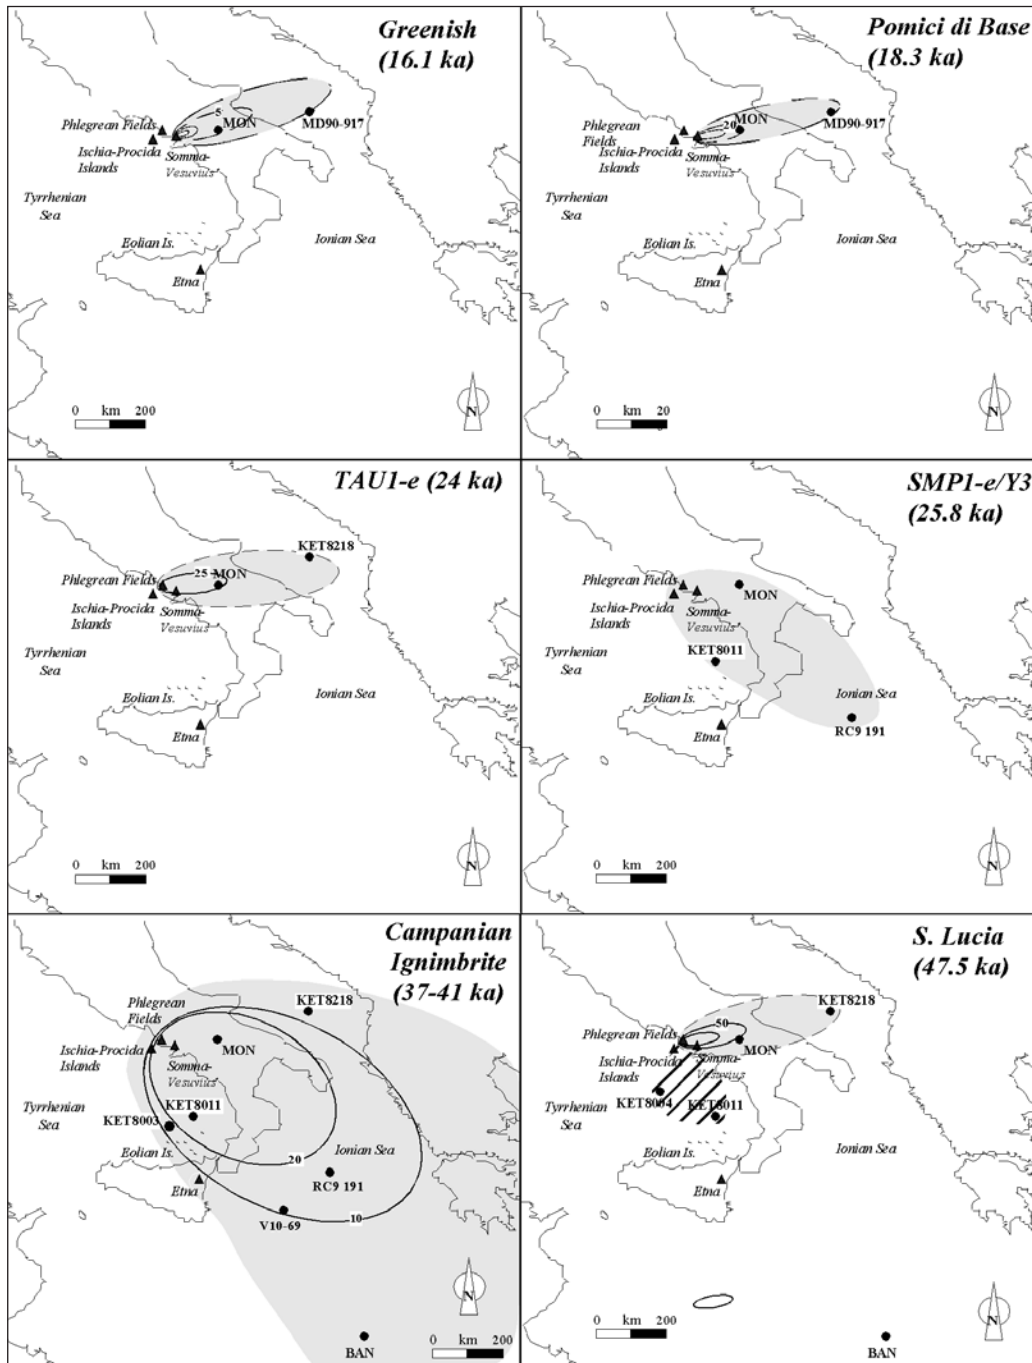 Greenish
(16.1 ka)
5
MON
MD90-917
Phlegrean Fields
Ischia-Procida
Islands
Somma-
Vesuvius
Tyrrhenian
Sea
Eolian Is.
Ionian Sea
Etna
0 km 200
N
Pomici di Base
(18.3 ka)
20
MON
MD90-917
Phlegrean
Fields
Ischia-Procida
Islands
Somma-
Vesuvius
Tyrrhenian
Sea
Eolian Is.
Ionian Sea
Etna
0 km 20
N
TAU1-e (24 ka)
KET8218
25
MON
Phlegrean Fields
Ischia-Procida
Islands
Somma-
Vesuvius
Tyrrhenian
Sea
Eolian Is.
Ionian Sea
Etna
0 km 200
N
SMP1-e/Y3
(25.8 ka)
Phlegrean Fields
Ischia-Procida
Islands
MON
Somma-
Vesuvius
KET8011
Tyrrhenian
Sea
Eolian Is.
Ionian Sea
RC9 191
Etna
0 km 200
N
Campanian
Ignimbrite
(37-41 ka)
KET8218
Phlegrean
Fields
MON
Ischia-Procida
Islands
Somma-
Vesuvius
KET8011
KET8003
Tyrrhenian
Sea
Eolian Is.
20
Ionian Sea
RC9 191
Etna
10
V10-69
N
0 km 200
BAN
S. Lucia
(47.5 ka)
KET8218
50
Phlegrean Fields
MON
Ischia-Procida
Islands
Somma-
Vesuvius
KET8004
KET8011
Tyrrhenian
Sea
Eolian Is.
Ionian Sea
Etna
N
0 km 200
BAN